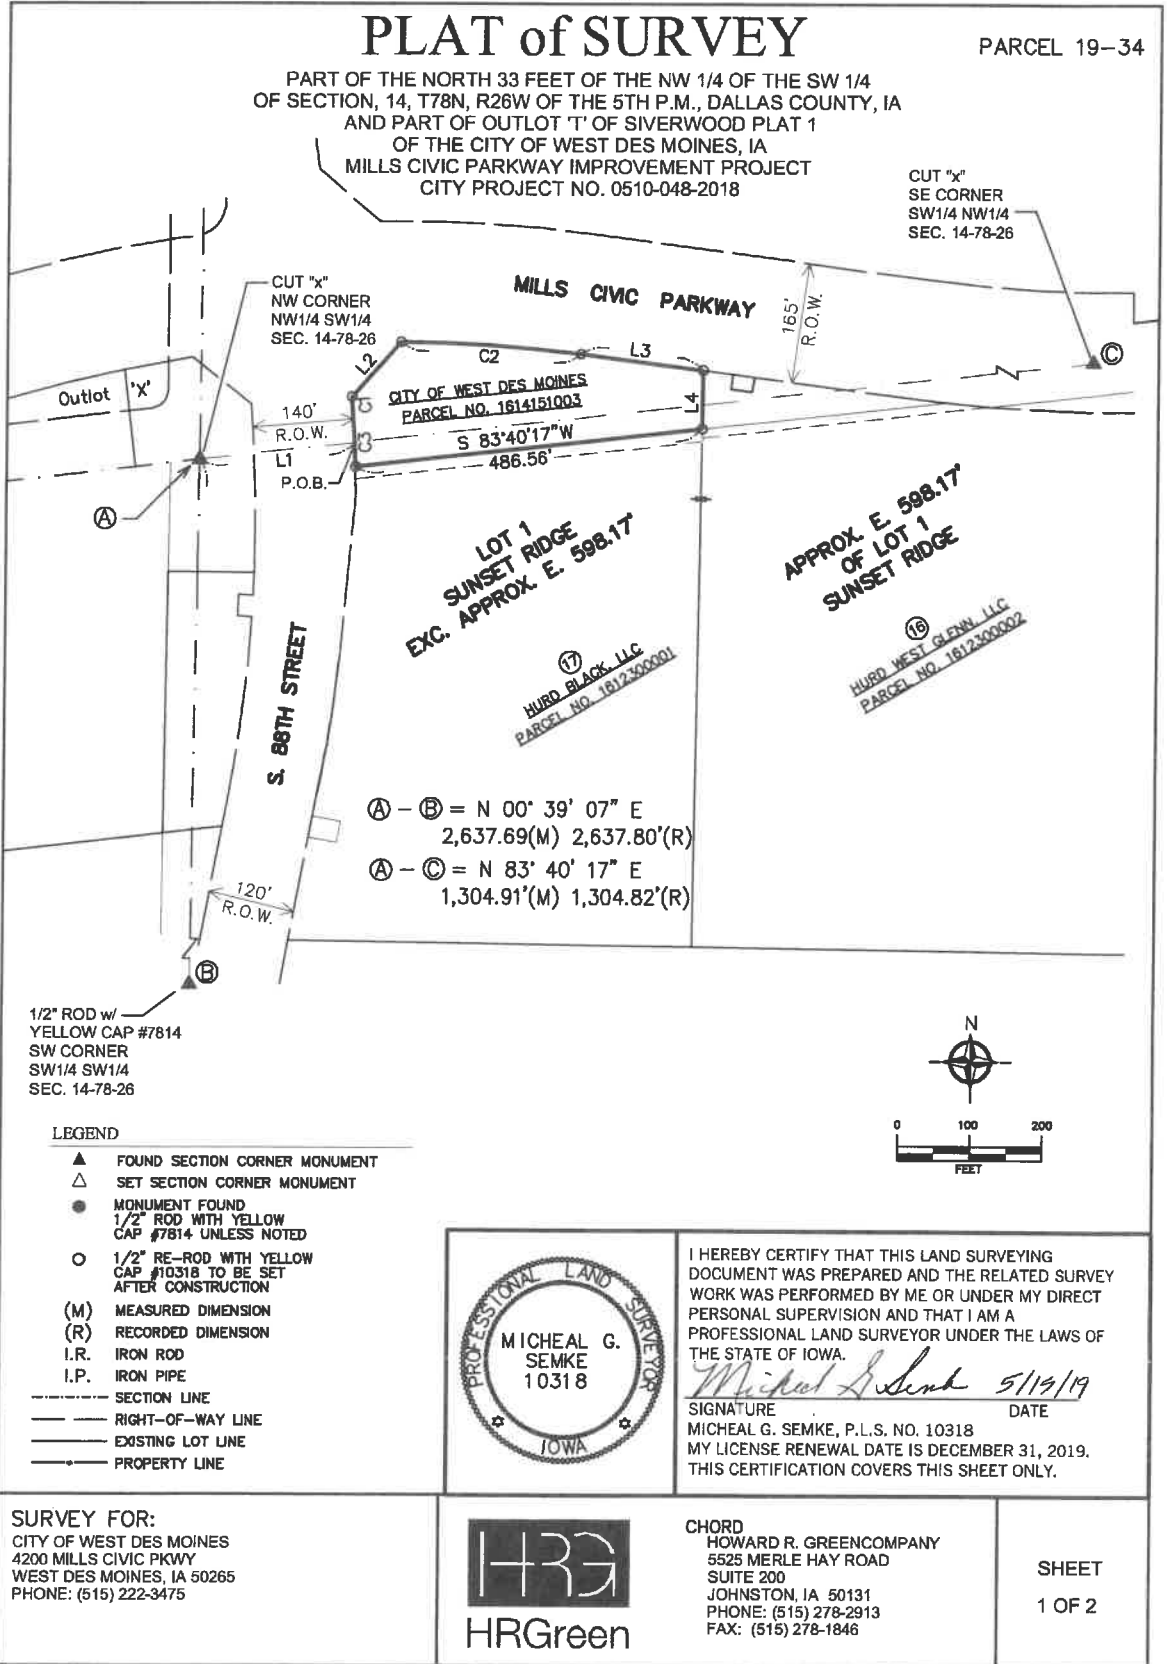 PLAT of SURVEY
PARCEL 19-34
PART OF THE NORTH 33 FEET OF THE NW 1/4 OF THE SW 1/4
OF SECTION, 14, T78N, R26W OF THE 5TH P.M., DALLAS COUNTY, IA
AND PART OF OUTLOT 'T' OF SIVERWOOD PLAT 1
OF THE CITY OF WEST DES MOINES, IA
MILLS CIVIC PARKWAY IMPROVEMENT PROJECT
CITY PROJECT NO. 0510-048-2018
CUT "x"
SE CORNER
SW1/4 NW1/4
SEC. 14-78-26
CUT "x"
NW CORNER
NW1/4 SW1/4
SEC. 14-78-26
MILLS CIVIC PARKWAY
165'
R.O.W.
C
L2
C2
L3
Outlot 'X'
C1
CITY OF WEST DES MOINES
PARCEL NO. 1614151003
L4
140'
R.O.W.
C3
S 83°40'17"W
486.56'
L1
P.O.B.
A
LOT 1
SUNSET RIDGE
EXC. APPROX. E. 598.17'
APPROX. E. 598.17'
OF LOT 1
SUNSET RIDGE
17
HURD BLACK, LLC
PARCEL NO. 1612300001
16
HURD WEST GLENN, LLC
PARCEL NO. 1612300002
S. 88TH STREET
A - B = N 00° 39' 07" E
2,637.69(M) 2,637.80'(R)
A - C = N 83° 40' 17" E
1,304.91'(M) 1,304.82'(R)
120'
R.O.W.
B
1/2" ROD w/
YELLOW CAP #7814
SW CORNER
SW1/4 SW1/4
SEC. 14-78-26
N
0 100 200
FEET
LEGEND
FOUND SECTION CORNER MONUMENT
SET SECTION CORNER MONUMENT
MONUMENT FOUND
1/2" ROD WITH YELLOW
CAP #7814 UNLESS NOTED
1/2" RE-ROD WITH YELLOW
CAP #10318 TO BE SET
AFTER CONSTRUCTION
(M) MEASURED DIMENSION
(R) RECORDED DIMENSION
I.R. IRON ROD
I.P. IRON PIPE
SECTION LINE
RIGHT-OF-WAY LINE
EXISTING LOT LINE
PROPERTY LINE
PROFESSIONAL LAND SURVEYOR
MICHEAL G.
SEMKE
10318
IOWA
I HEREBY CERTIFY THAT THIS LAND SURVEYING
DOCUMENT WAS PREPARED AND THE RELATED SURVEY
WORK WAS PERFORMED BY ME OR UNDER MY DIRECT
PERSONAL SUPERVISION AND THAT I AM A
PROFESSIONAL LAND SURVEYOR UNDER THE LAWS OF
THE STATE OF IOWA.
SIGNATURE DATE
MICHEAL G. SEMKE, P.L.S. NO. 10318
MY LICENSE RENEWAL DATE IS DECEMBER 31, 2019.
THIS CERTIFICATION COVERS THIS SHEET ONLY.
SURVEY FOR:
CITY OF WEST DES MOINES
4200 MILLS CIVIC PKWY
WEST DES MOINES, IA 50265
PHONE: (515) 222-3475
HRG
HRGreen
CHORD
HOWARD R. GREENCOMPANY
5525 MERLE HAY ROAD
SUITE 200
JOHNSTON, IA 50131
PHONE: (515) 278-2913
FAX: (515) 278-1846
SHEET
1 OF 2